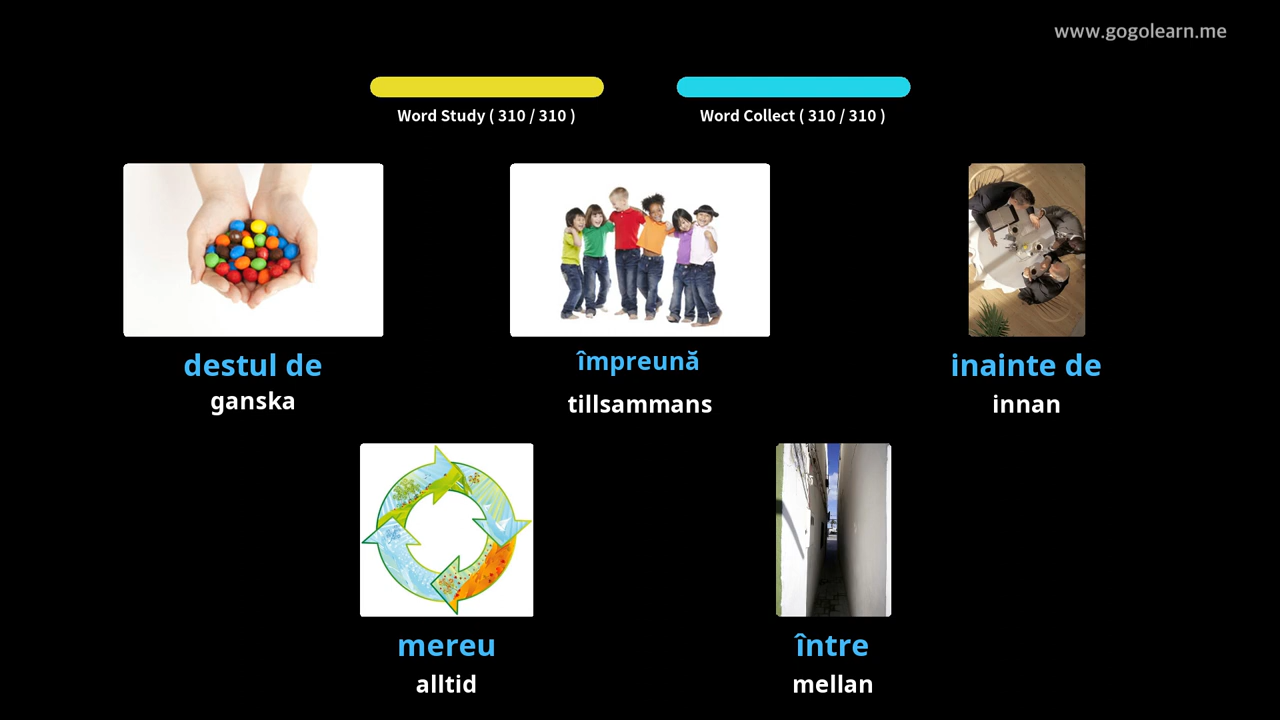 www.gogolearn.me
Word Study ( 310 / 310 )
Word Collect ( 310 / 310 )
destul de
ganska
împreună
tillsammans
inainte de
innan
mereu
alltid
între
mellan